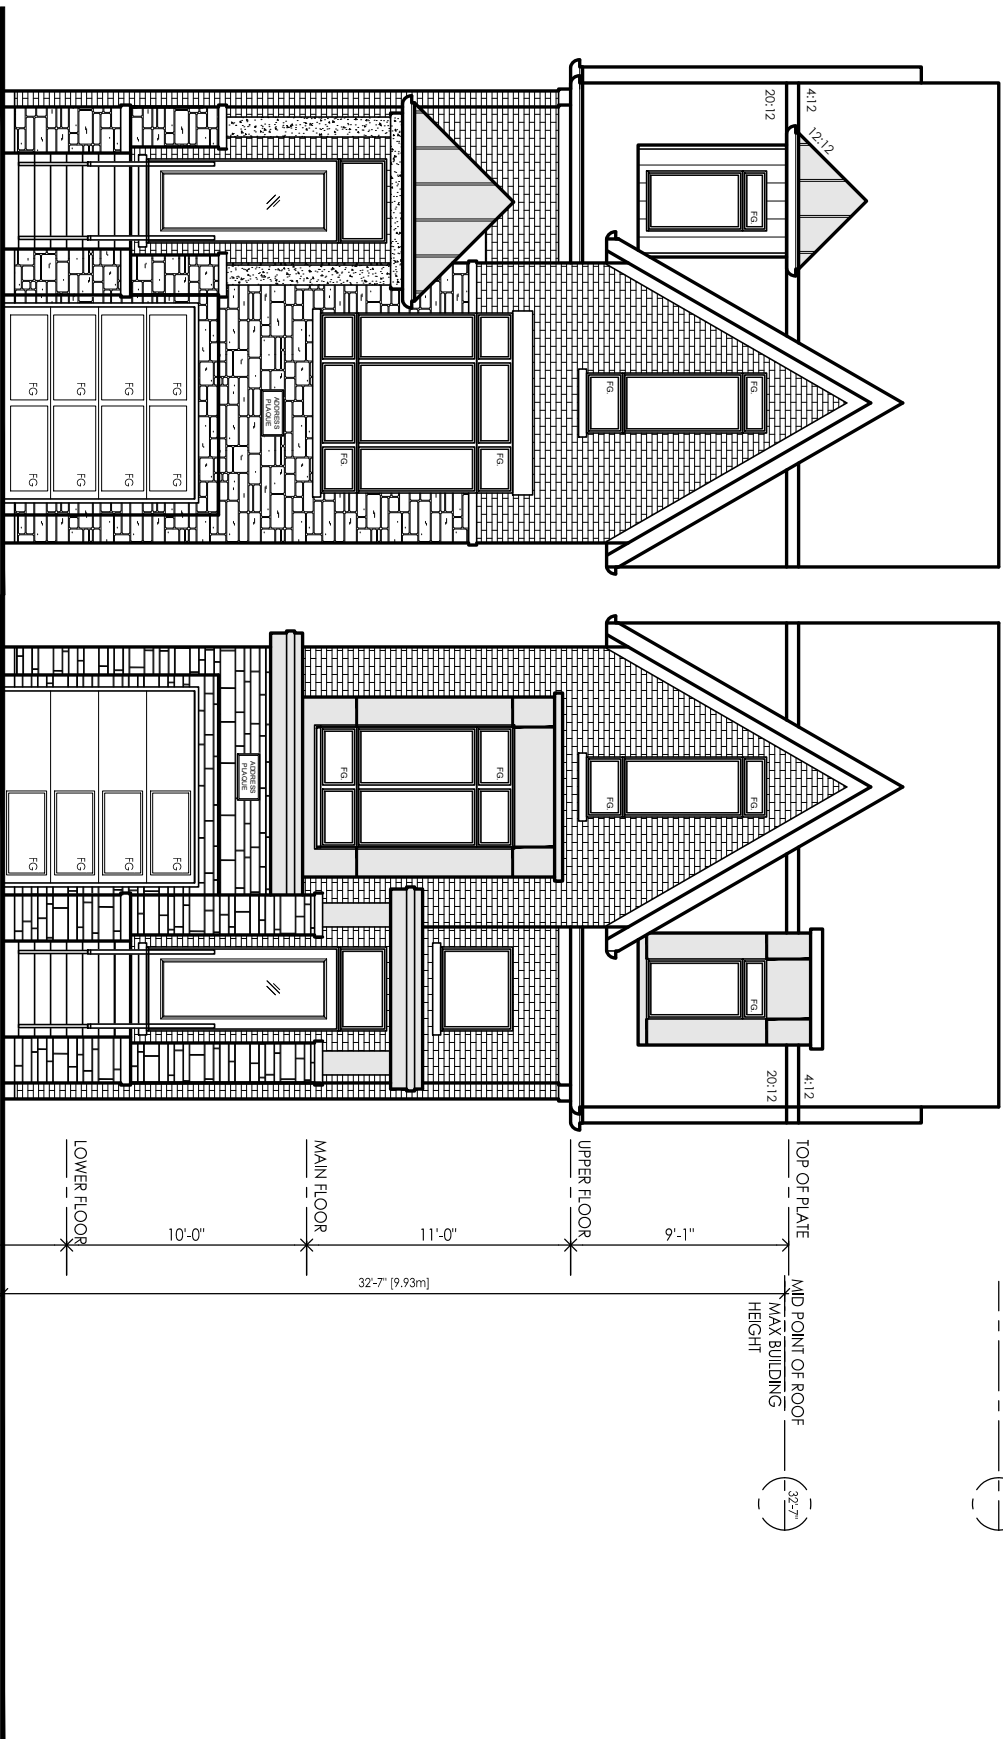 4:12
12:12
20:12
FG.
FG.
FG.
FG.
FG.
ADDRESS
PLAQUE
FG
FG
FG
FG
FG
FG
FG
FG
FG.
FG.
FG.
4:12
20:12
FG.
FG.
ADDRESS
PLAQUE
FG
FG
FG
FG
TOP OF PLATE
9'-1"
UPPER FLOOR
11'-0"
MAIN FLOOR
10'-0"
LOWER FLOOR
32'-7" [9.93m]
MID POINT OF ROOF
MAX BUILDING
HEIGHT
32'-7"